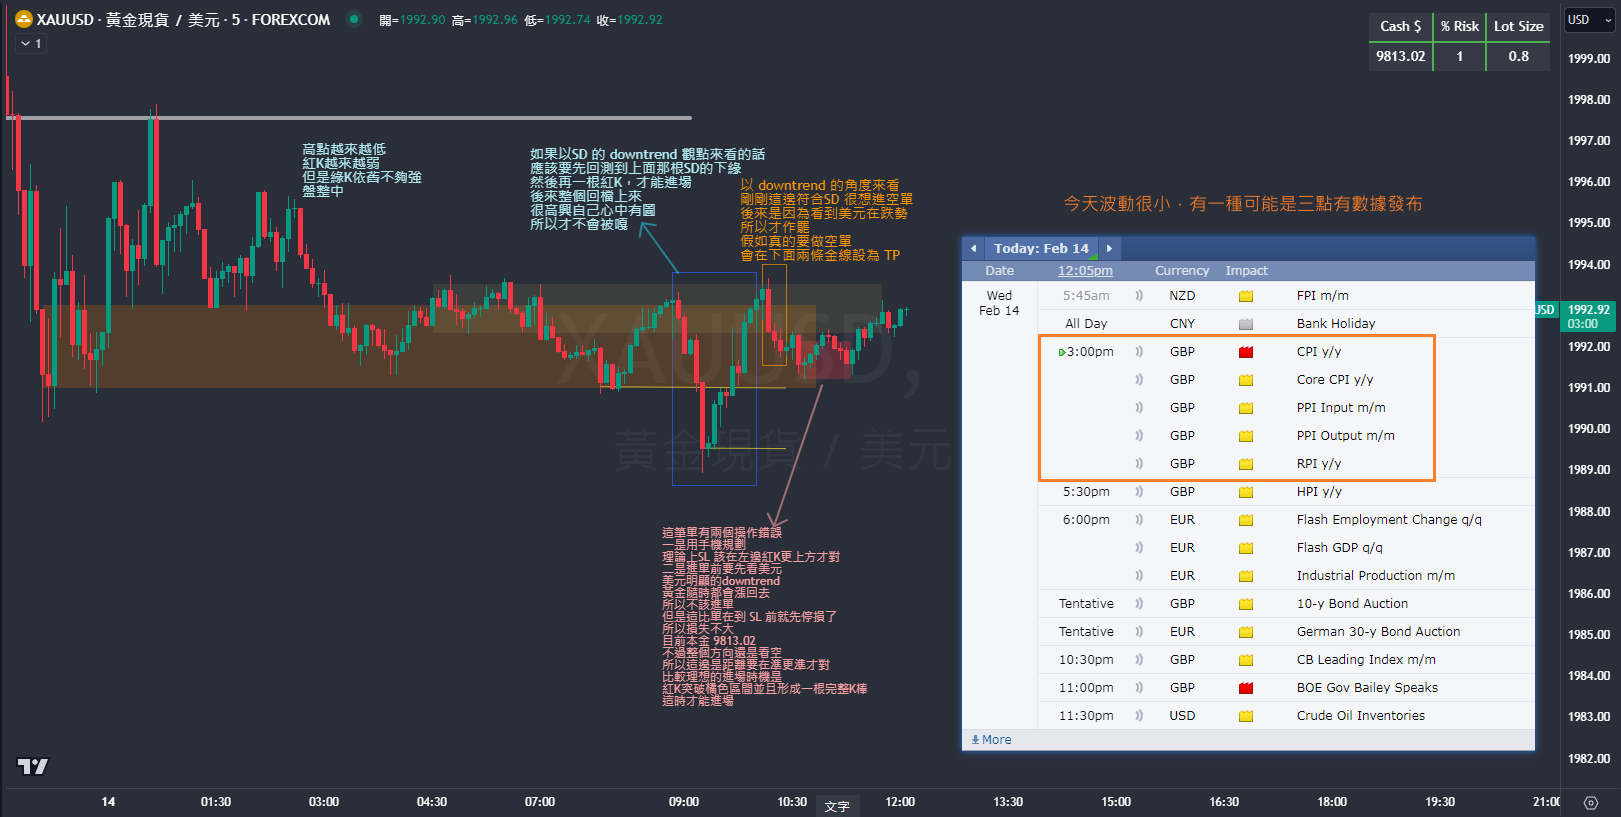 XAUUSD · 黃金現貨 / 美元 · 5 · FOREXCOM 開=1992.90 高=1992.96 低=1992.74 收=1992.92
1
Cash $ % Risk Lot Size
9813.02 1 0.8
USD
高點越來越低
紅K越來越弱
但是綠K依舊不夠強
盤整中
如果以SD 的 downtrend 觀點來看的話
應該要先回測到上面那根SD的下緣
然後再一根紅K，才能進場
後來整個回檔上來
很高興自己心中有圖
所以才不會被嘎
以 downtrend 的角度來看
剛剛這邊符合SD 很想進空單
後來是因為看到美元在跌勢
所以才作罷
假如真的要做空單
會在下面兩條金線設為 TP
今天波動很小，有一種可能是三點有數據發布
Today: Feb 14
Date 12:05pm Currency Impact
Wed
Feb 14
5:45am NZD FPI m/m
All Day CNY Bank Holiday
3:00pm GBP CPI y/y
GBP Core CPI y/y
GBP PPI Input m/m
GBP PPI Output m/m
GBP RPI y/y
5:30pm GBP HPI y/y
6:00pm EUR Flash Employment Change q/q
EUR Flash GDP q/q
EUR Industrial Production m/m
Tentative GBP 10-y Bond Auction
Tentative EUR German 30-y Bond Auction
10:30pm GBP CB Leading Index m/m
11:00pm GBP BOE Gov Bailey Speaks
11:30pm USD Crude Oil Inventories
More
XAUUSD,
黃金現貨 / 美元
這筆單有兩個操作錯誤
一是用手機規劃
理論上SL 該在左邊紅K更上方才對
二是進單前要先看美元
美元明顯的downtrend
黃金隨時都會漲回去
所以不該進單
但是這比單在到 SL 前就先停損了
所以損失不大
目前本金 9813.02
不過整個方向還是看空
所以這邊是距離要在準更準才對
比較理想的進場時機是
紅K突破橘色區間並且形成一根完整K棒
這時才能進場
1999.00
1998.00
1997.00
1996.00
1995.00
1994.00
USD 1992.92
03:00
1992.00
1991.00
1990.00
1989.00
1988.00
1987.00
1986.00
1985.00
1984.00
1983.00
1982.00
14 01:30 03:00 04:30 07:00 09:00 10:30 12:00 13:30 15:00 16:30 18:00 19:30 21:00
文字